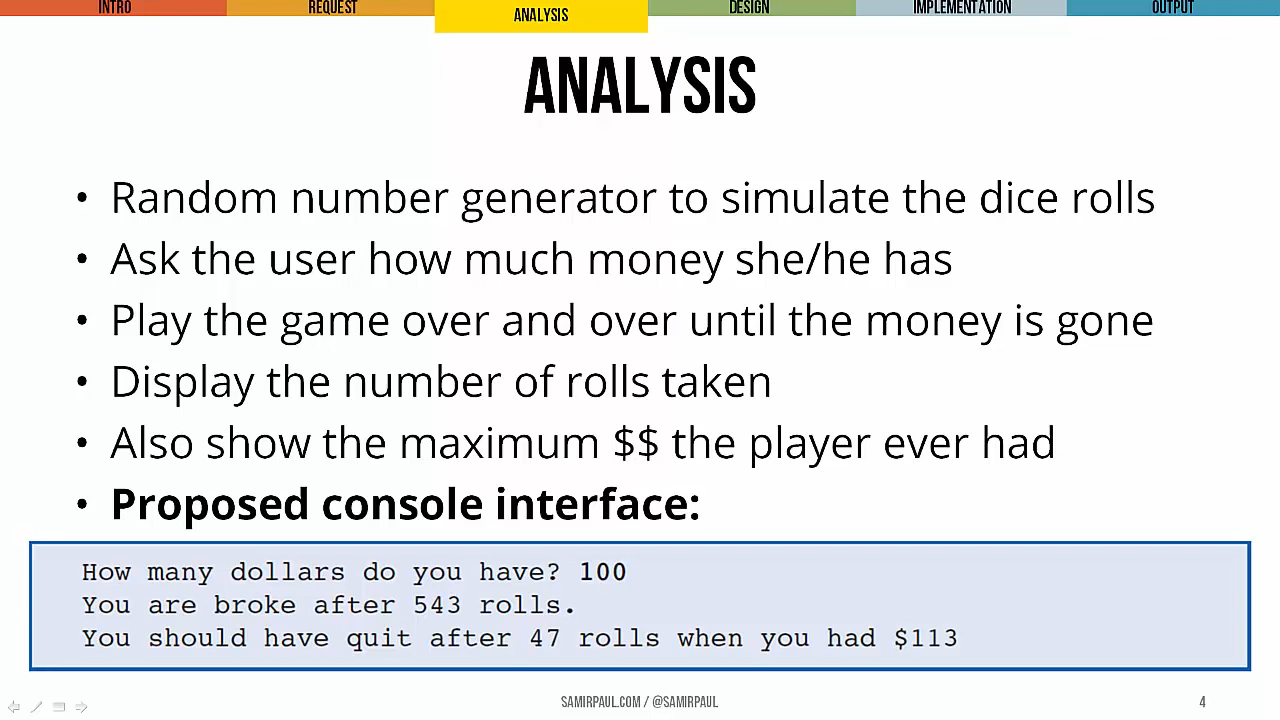 INTRO REQUEST ANALYSIS DESIGN IMPLEMENTATION OUTPUT
ANALYSIS
• Random number generator to simulate the dice rolls
• Ask the user how much money she/he has
• Play the game over and over until the money is gone
• Display the number of rolls taken
• Also show the maximum $$ the player ever had
• Proposed console interface:
How many dollars do you have? 100
You are broke after 543 rolls.
You should have quit after 47 rolls when you had $113
SAMIRPAUL.COM / @SAMIRPAUL 4